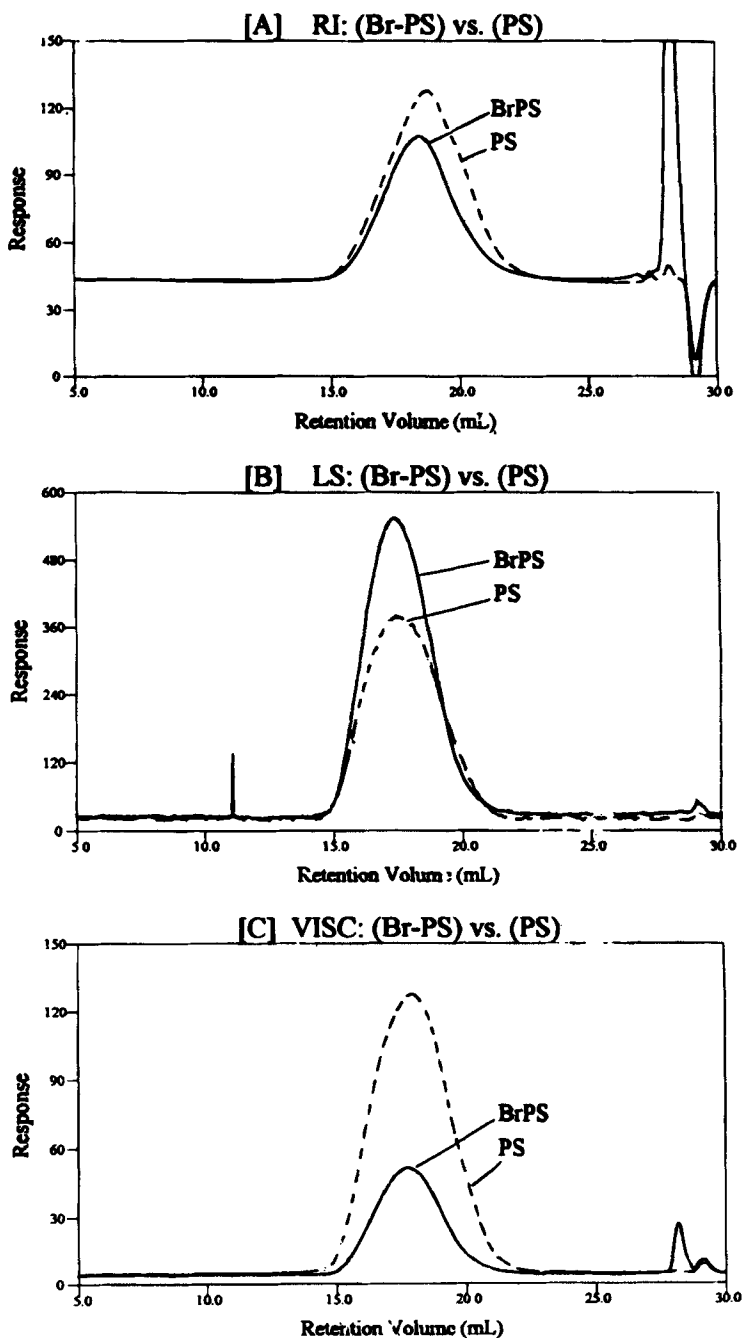 [A] RI: (Br-PS) vs. (PS)
150
120
90
60
30
0
Response
BrPS
PS
5.0 10.0 15.0 20.0 25.0 30.0
Retention Volume (mL)
[B] LS: (Br-PS) vs. (PS)
600
480
360
240
120
0
Response
BrPS
PS
5.0 10.0 15.0 20.0 25.0 30.0
Retention Volume (mL)
[C] VISC: (Br-PS) vs. (PS)
150
120
90
60
30
0
Response
BrPS
PS
5.0 10.0 15.0 20.0 25.0 30.0
Retention Volume (mL)